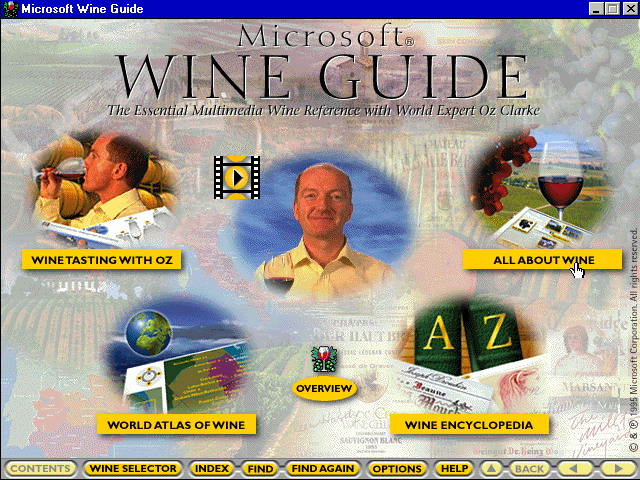 Microsoft Wine Guide
Microsoft®
WINE GUIDE
The Essential Multimedia Wine Reference with World Expert Oz Clarke
WINE TASTING WITH OZ
ALL ABOUT WINE
A Z
OVERVIEW
WORLD ATLAS OF WINE
WINE ENCYCLOPEDIA
© & ℗ 1995 Microsoft Corporation. All rights reserved.
CONTENTS WINE SELECTOR INDEX FIND FIND AGAIN OPTIONS HELP BACK